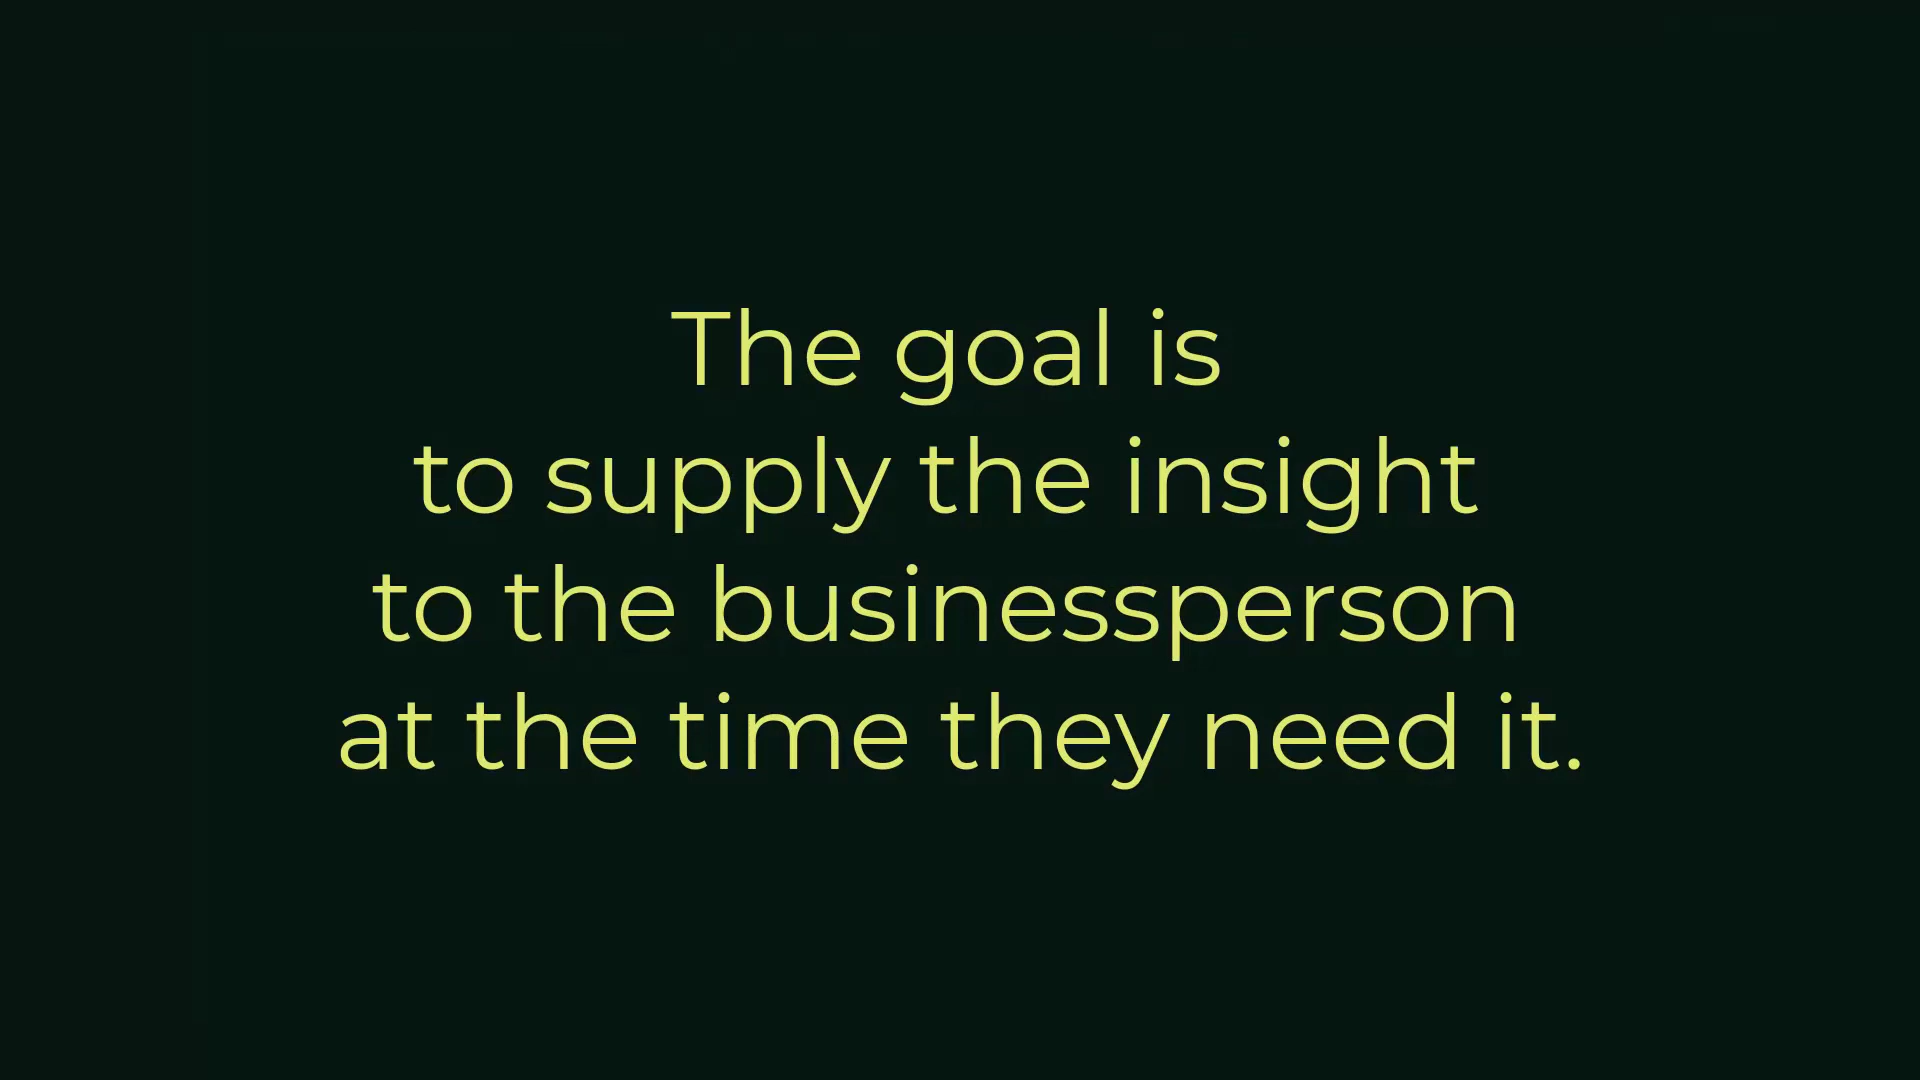 The goal is
to supply the insight
to the businessperson
at the time they need it.